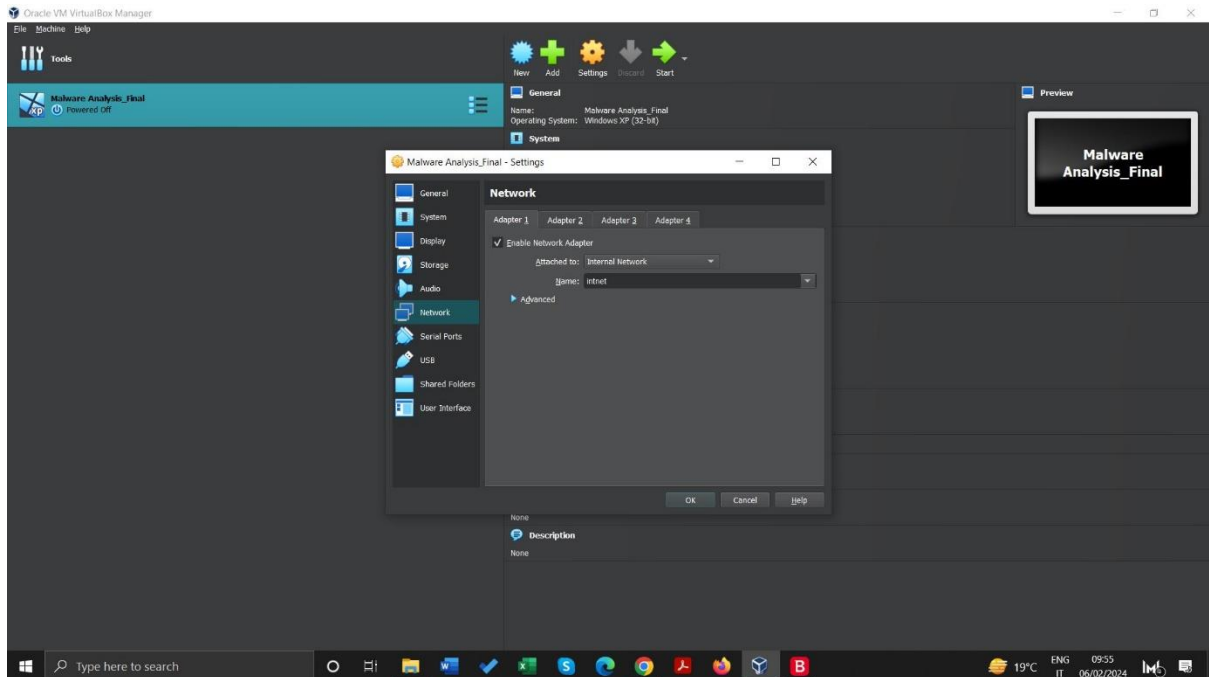 Oracle VM VirtualBox Manager
File Machine Help
Tools
New Add Settings Discard Start
Malware Analysis_Final
Powered Off
XP
General
Name: Malware Analysis_Final
Operating System: Windows XP (32-bit)
System
Preview
Malware
Analysis_Final
Malware Analysis_Final - Settings
General
System
Display
Storage
Audio
Network
Serial Ports
USB
Shared Folders
User Interface
Network
Adapter 1 Adapter 2 Adapter 3 Adapter 4
Enable Network Adapter
Attached to: Internal Network
Name: intnet
Advanced
OK Cancel Help
None
Description
None
Type here to search
19°C
ENG
IT
09:55
06/02/2024